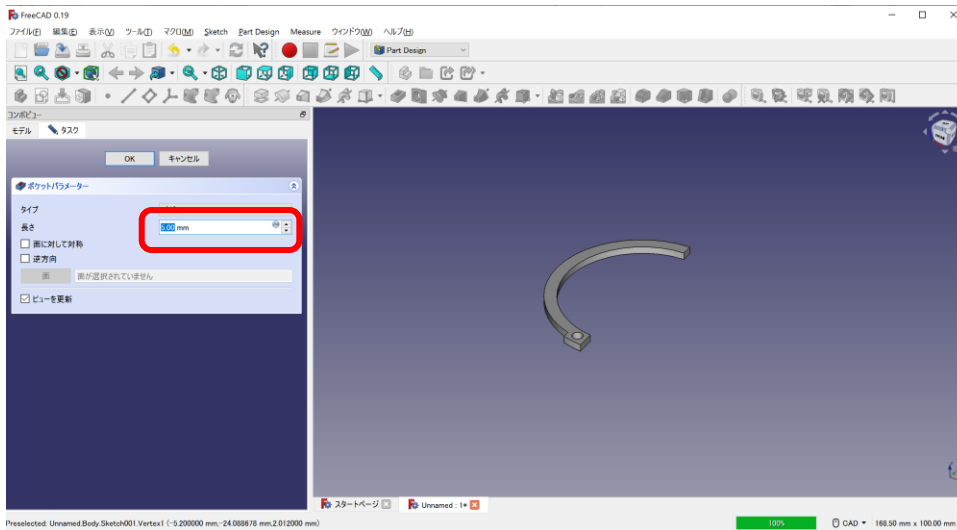 FreeCAD 0.19
ファイル(F) 編集(E) 表示(V) ツール(T) マクロ(M) Sketch Part Design Measure ウィンドウ(W) ヘルプ(H)
Part Design
コンボビュー
モデル タスク
OK キャンセル
ポケットパラメーター
タイプ
長さ 5.00 mm
面に対して対称
逆方向
面 面が選択されていません
ビューを更新
スタートページ Unnamed : 1*
Preselected: Unnamed.Body.Sketch001.Vertex1 (-5.200000 mm,-24.088678 mm,2.012000 mm) 100% CAD 168.50 mm x 100.00 mm